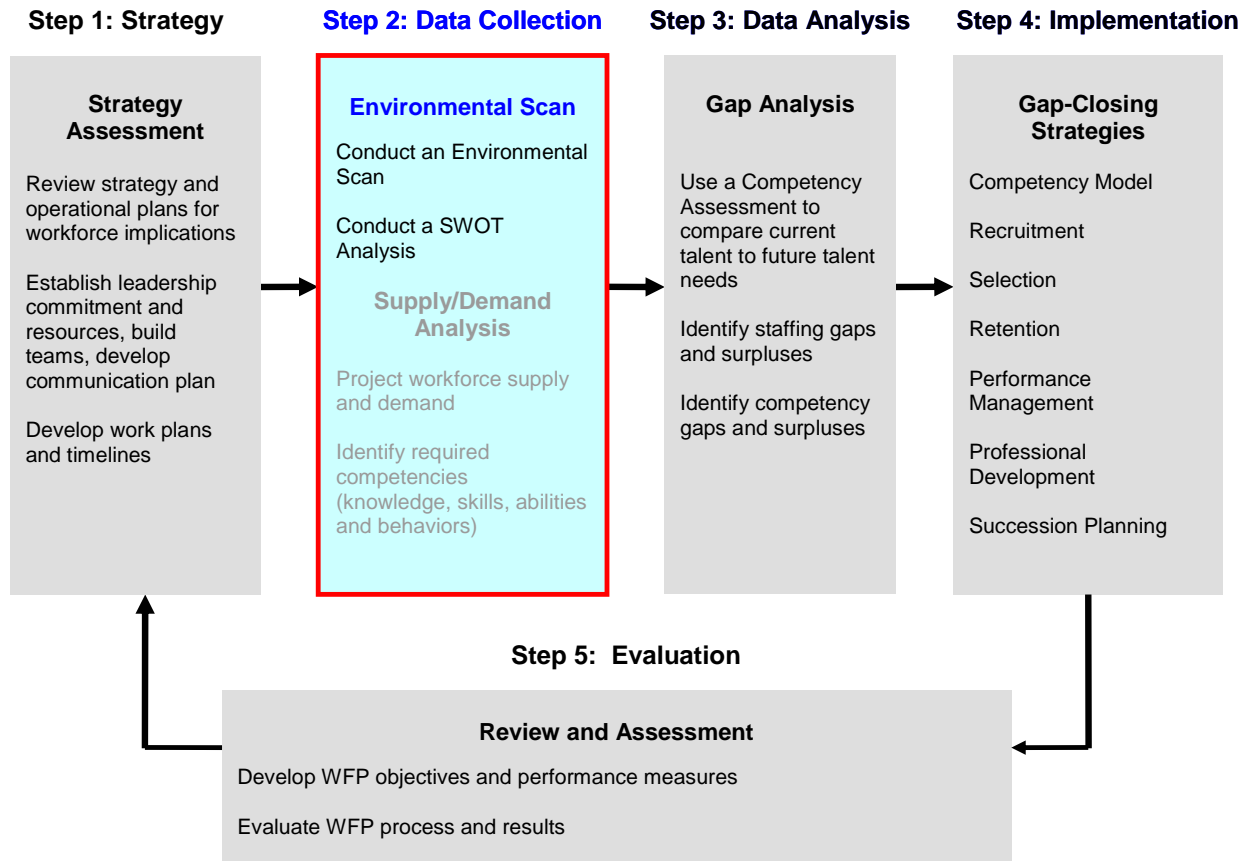 Step 1: Strategy
Step 2: Data Collection
Step 3: Data Analysis
Step 4: Implementation
Strategy
Assessment
Review strategy and
operational plans for
workforce implications
Establish leadership
commitment and
resources, build
teams, develop
communication plan
Develop work plans
and timelines
Environmental Scan
Conduct an Environmental
Scan
Conduct a SWOT
Analysis
Supply/Demand
Analysis
Project workforce supply
and demand
Identify required
competencies
(knowledge, skills, abilities
and behaviors)
Gap Analysis
Use a Competency
Assessment to
compare current
talent to future talent
needs
Identify staffing gaps
and surpluses
Identify competency
gaps and surpluses
Gap-Closing
Strategies
Competency Model
Recruitment
Selection
Retention
Performance
Management
Professional
Development
Succession Planning
Step 5:  Evaluation
Review and Assessment
Develop WFP objectives and performance measures
Evaluate WFP process and results